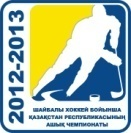 2012-2013
ШАЙБАЛЫ ХОККЕЙ БОЙЫНША
ҚАЗАҚСТАН РЕСПУБЛИКАСЫНЫҢ
АШЫҚ ЧЕМПИОНАТЫ